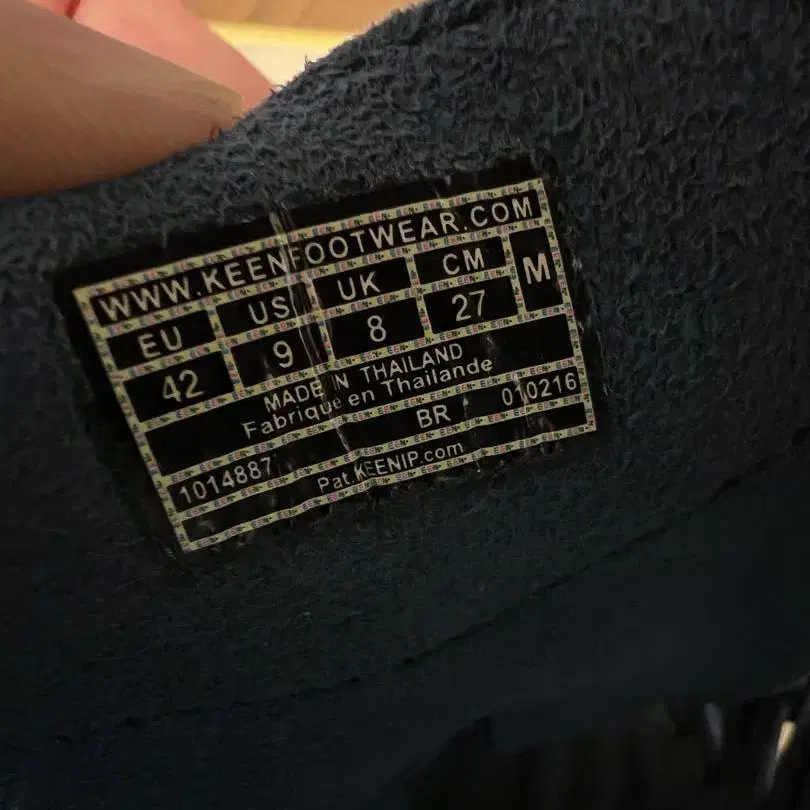 WWW.KEENFOOTWEAR.COM
EU US UK CM M
42 9 8 27
MADE IN THAILAND
Fabrique en Thaïlande
1014887 BR 010216
Pat.KEENIP.com